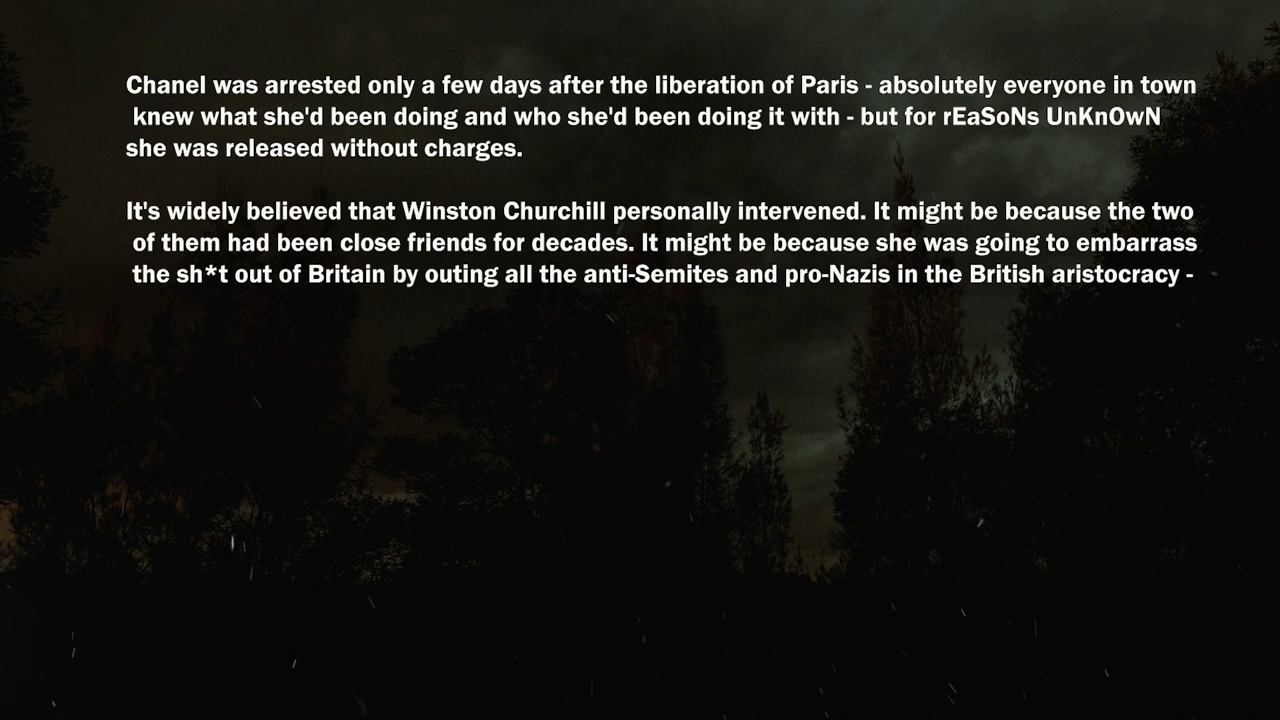 Chanel was arrested only a few days after the liberation of Paris - absolutely everyone in town
knew what she'd been doing and who she'd been doing it with - but for rEaSoNs UnKnOwN
she was released without charges.
It's widely believed that Winston Churchill personally intervened. It might be because the two
of them had been close friends for decades. It might be because she was going to embarrass
the sh*t out of Britain by outing all the anti-Semites and pro-Nazis in the British aristocracy -